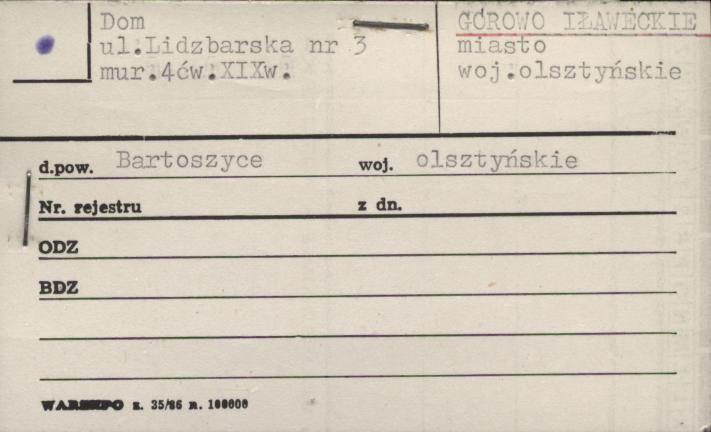 Dom
ul.Lidzbarska nr 3
mur.4ćw.XIXw.
GÓROWO IŁAWECKIE
miasto
woj.olsztyńskie
d.pow. Bartoszyce woj. olsztyńskie
Nr. rejestru z dn.
ODZ
BDZ
WAREXPO z. 35/86 n. 100000